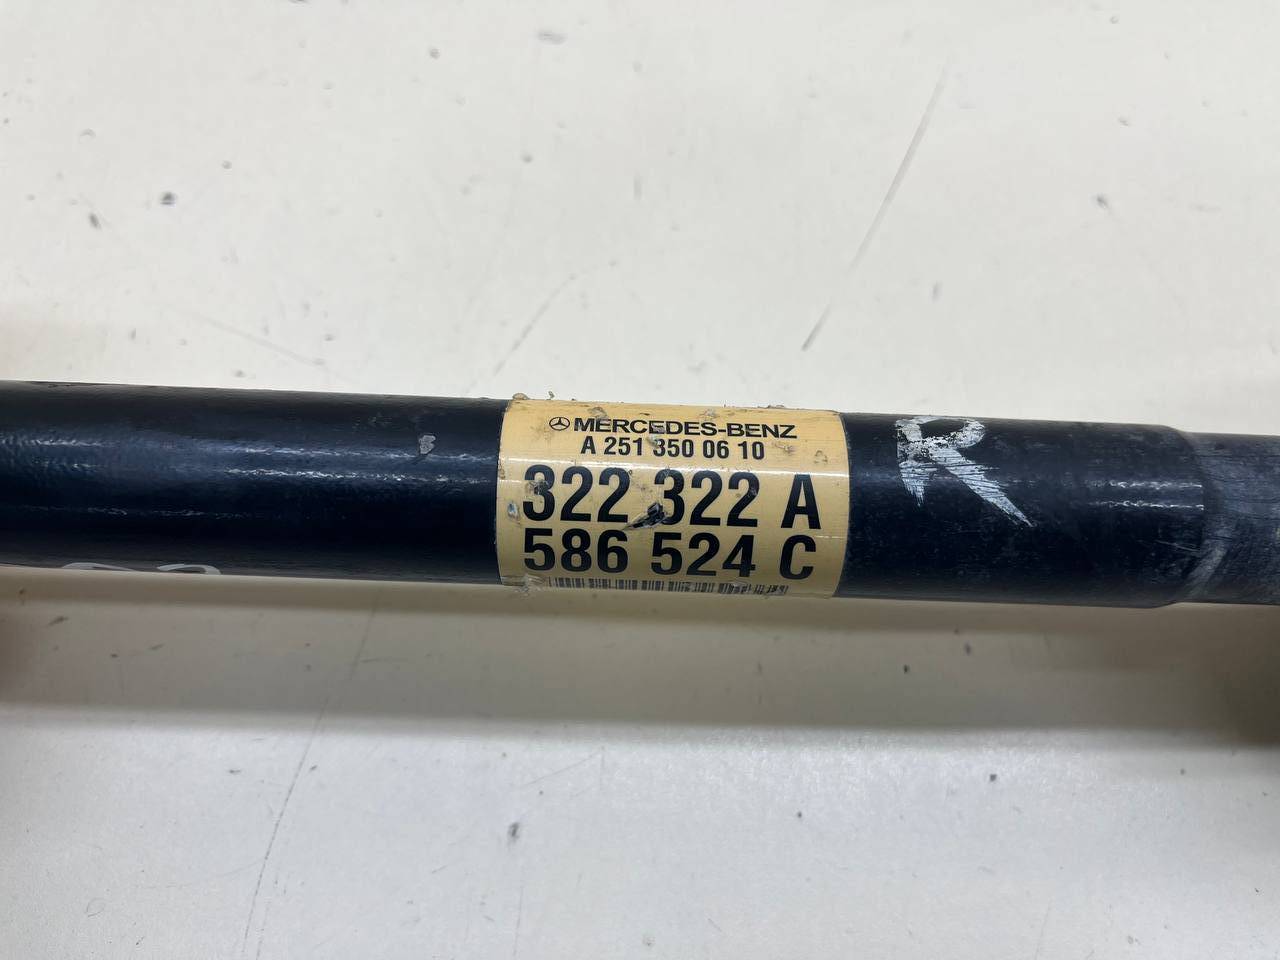 MERCEDES-BENZ
A 251 350 06 10
322 322 A
586 524 C
R